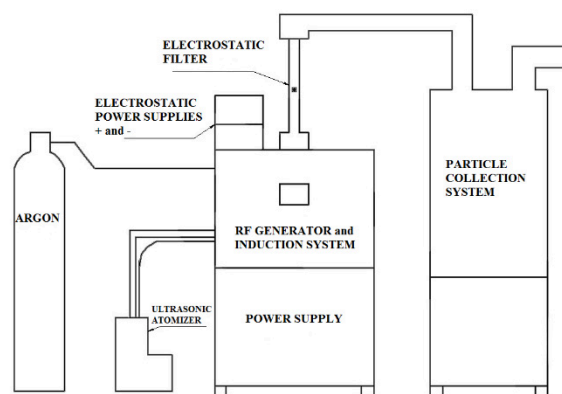 ELECTROSTATIC
FILTER
ELECTROSTATIC
POWER SUPPLIES
+ and -
ARGON
PARTICLE
COLLECTION
SYSTEM
RF GENERATOR and
INDUCTION SYSTEM
ULTRASONIC
ATOMIZER
POWER SUPPLY